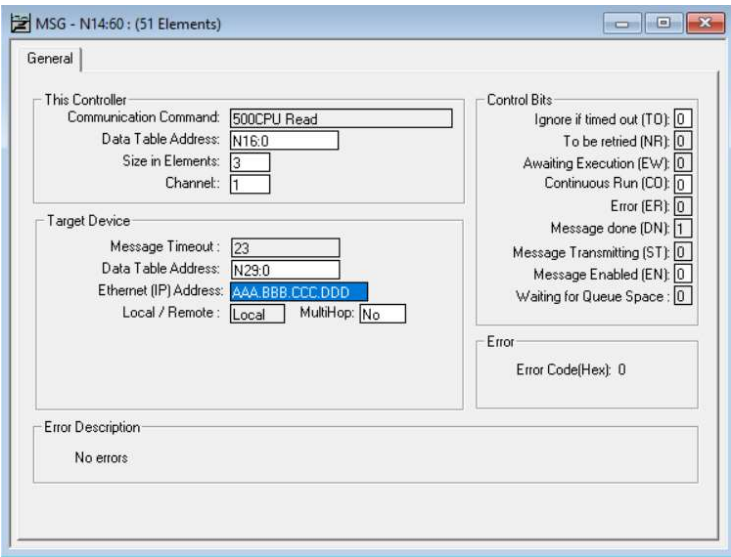 MSG - N14:60 : (51 Elements)
General
This Controller
Communication Command: 500CPU Read
Data Table Address: N16:0
Size in Elements: 3
Channel:: 1
Target Device
Message Timeout : 23
Data Table Address: N29:0
Ethernet (IP) Address: AAA.BBB.CCC.DDD
Local / Remote : Local MultiHop: No
Control Bits
Ignore if timed out (TO): 0
To be retried (NR): 0
Awaiting Execution (EW): 0
Continuous Run (CO): 0
Error (ER): 0
Message done (DN): 1
Message Transmitting (ST): 0
Message Enabled (EN): 0
Waiting for Queue Space : 0
Error
Error Code(Hex): 0
Error Description
No errors